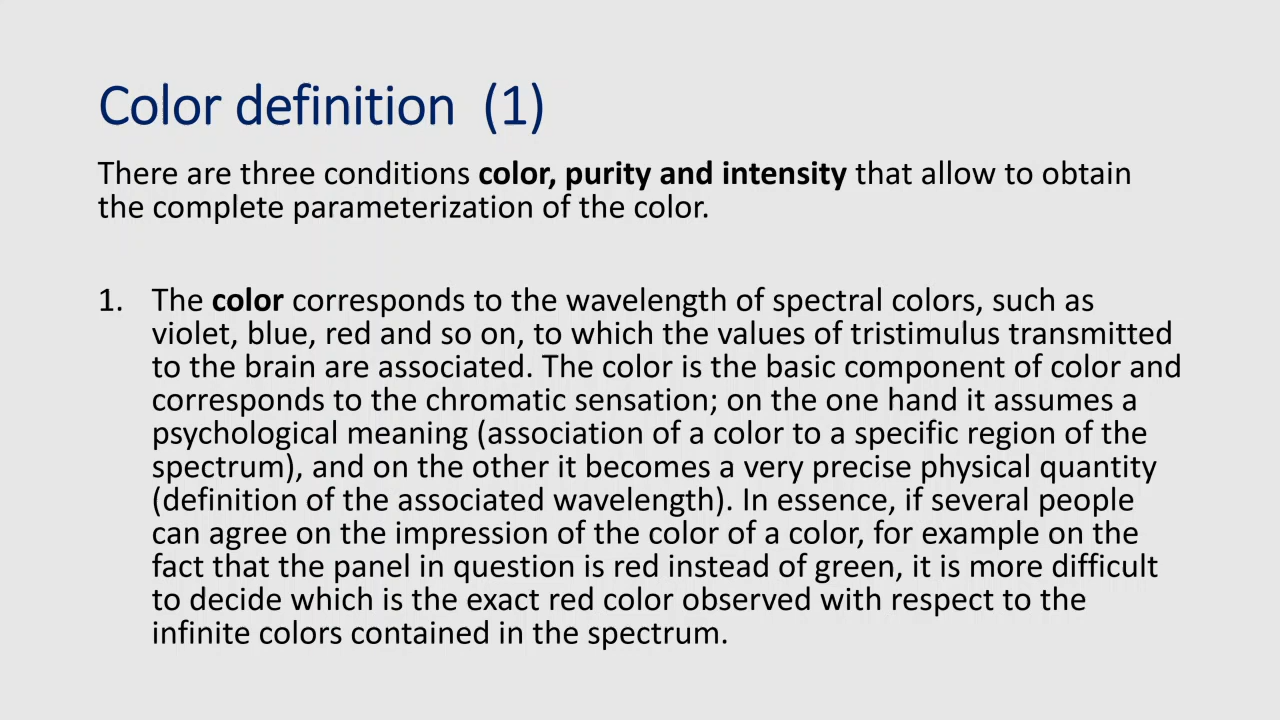 Color definition (1)
There are three conditions color, purity and intensity that allow to obtain
the complete parameterization of the color.
1. The color corresponds to the wavelength of spectral colors, such as
violet, blue, red and so on, to which the values of tristimulus transmitted
to the brain are associated. The color is the basic component of color and
corresponds to the chromatic sensation; on the one hand it assumes a
psychological meaning (association of a color to a specific region of the
spectrum), and on the other it becomes a very precise physical quantity
(definition of the associated wavelength). In essence, if several people
can agree on the impression of the color of a color, for example on the
fact that the panel in question is red instead of green, it is more difficult
to decide which is the exact red color observed with respect to the
infinite colors contained in the spectrum.